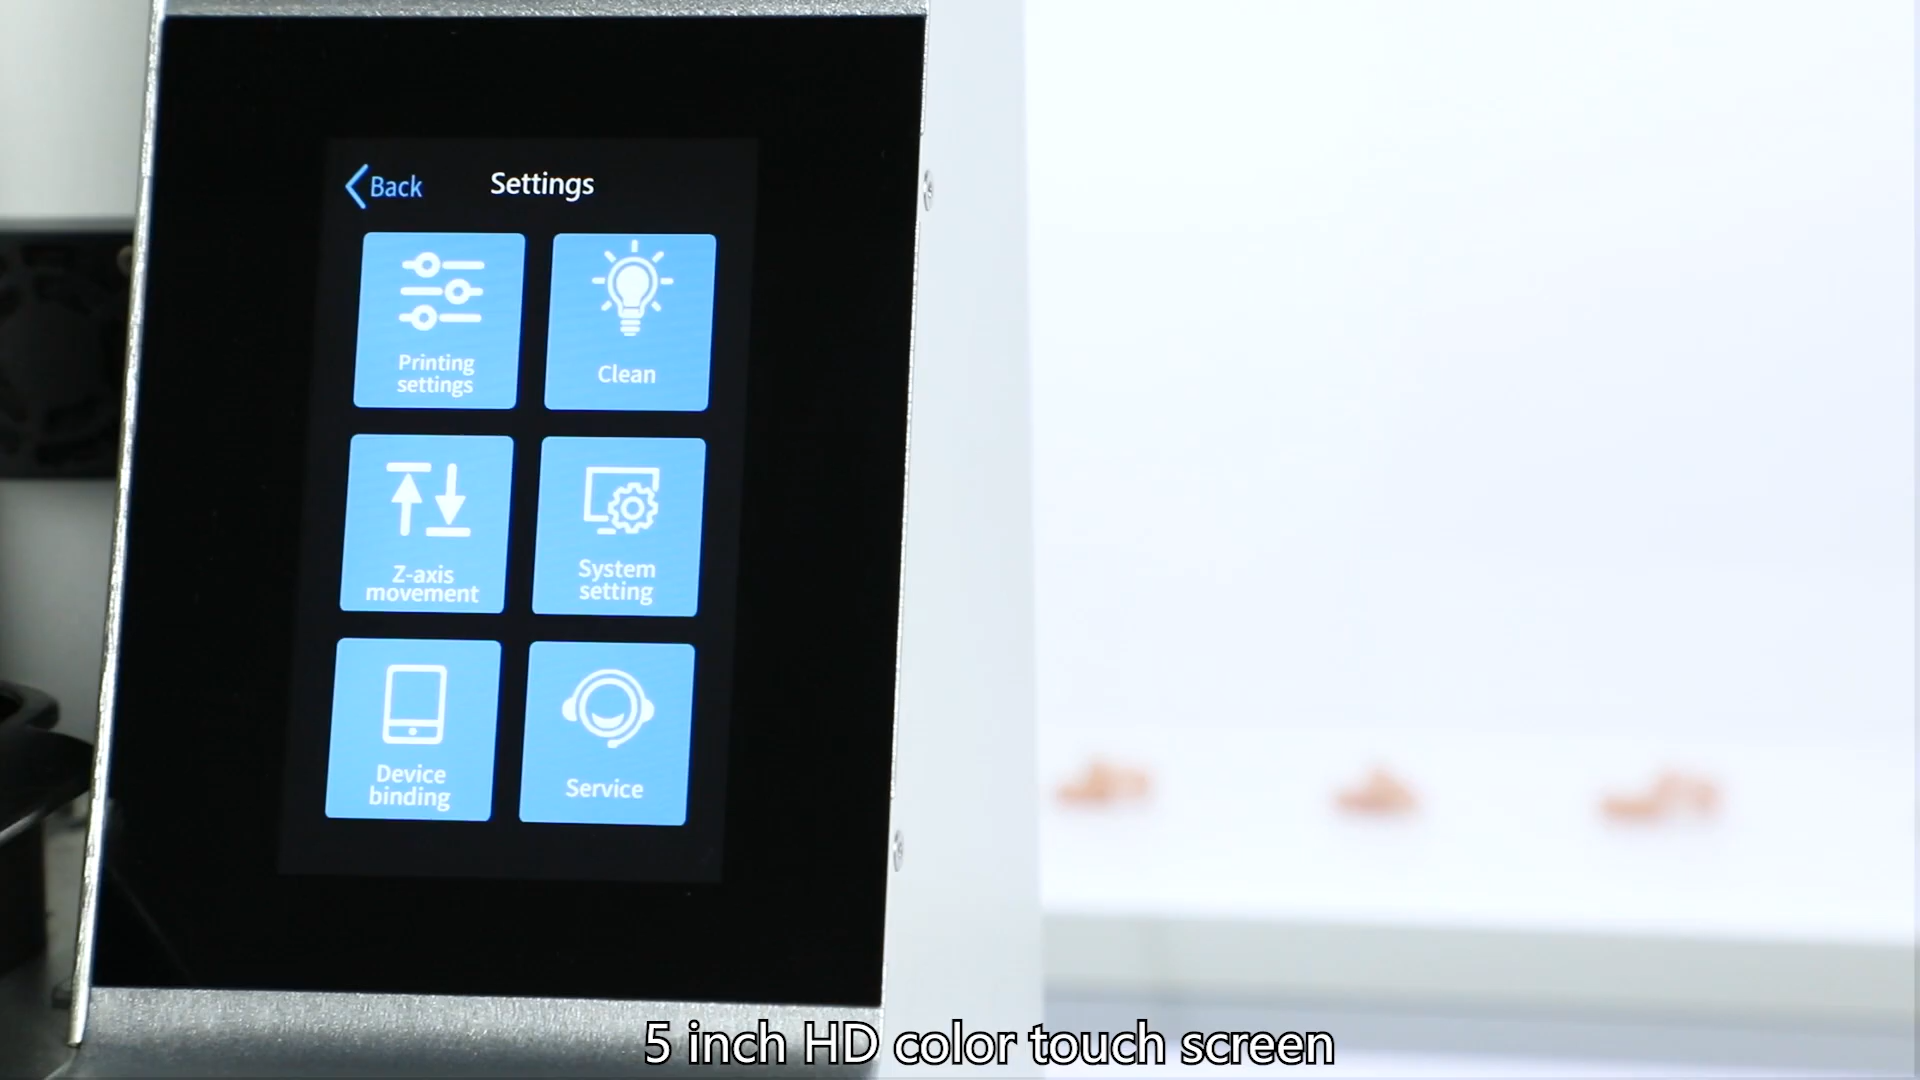 Back
Settings
Printing
settings
Clean
Z-axis
movement
System
setting
Device
binding
Service
5 inch HD color touch screen